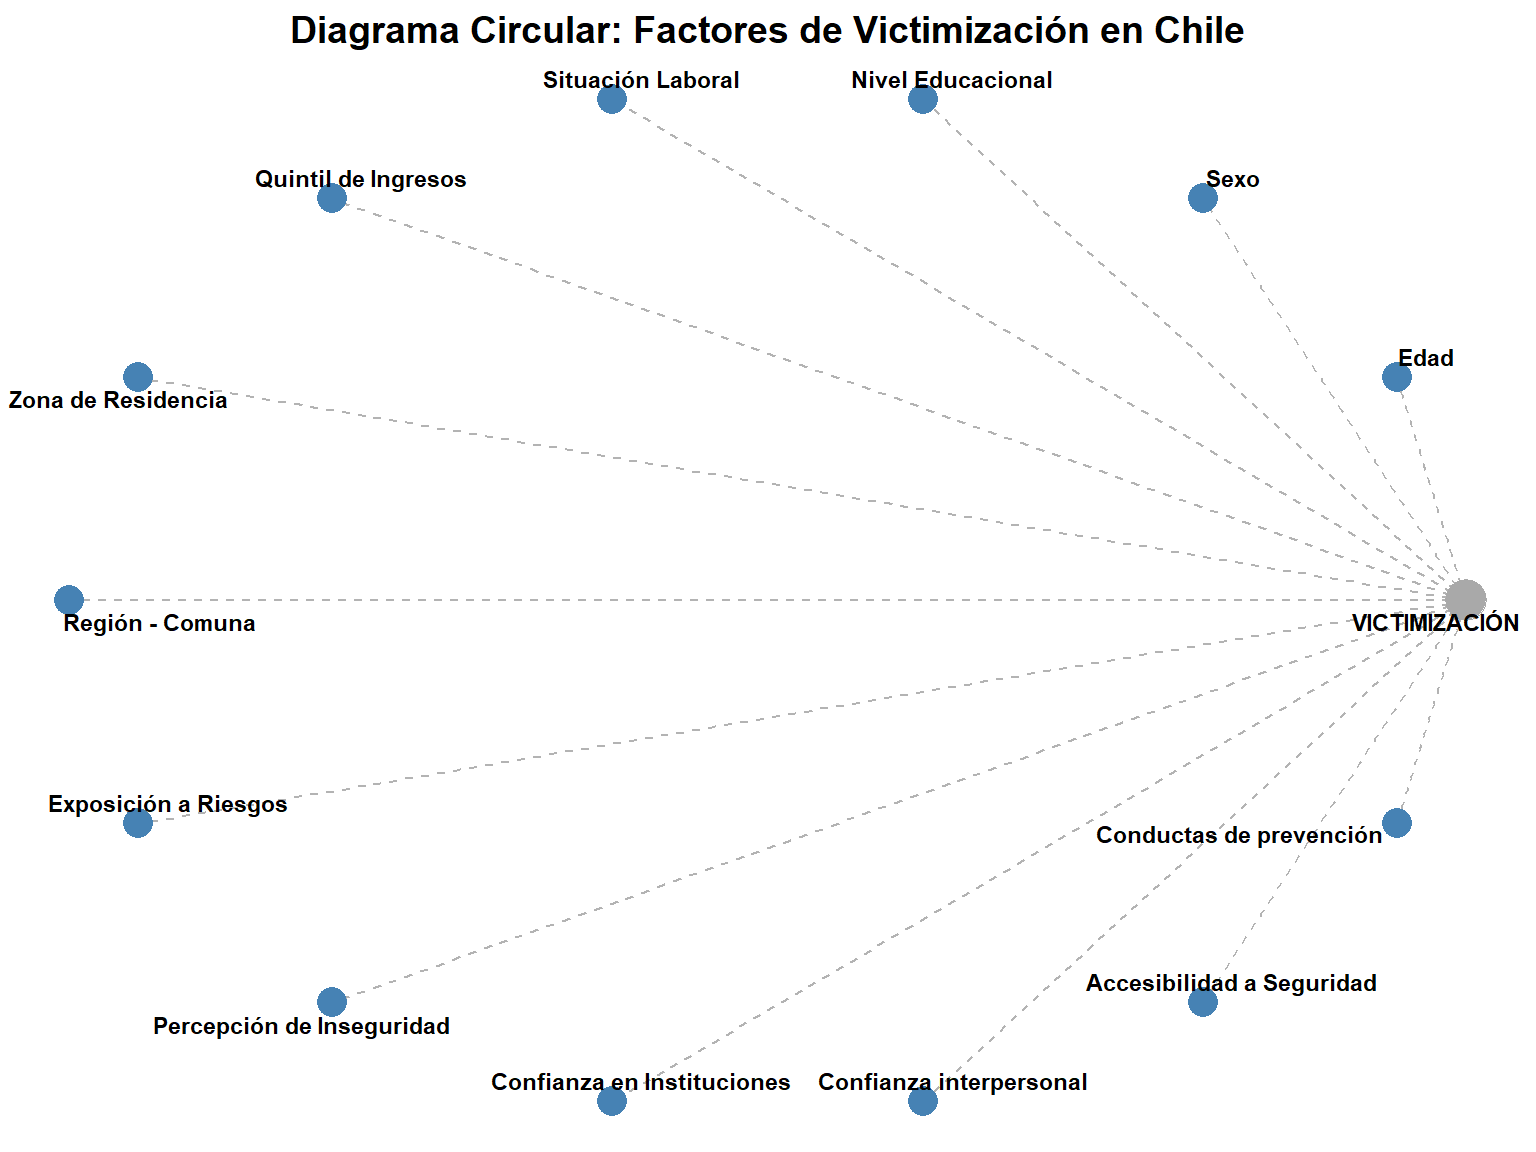 Diagrama Circular: Factores de Victimización en Chile
Situación Laboral
Nivel Educacional
Quintil de Ingresos
Sexo
Edad
Zona de Residencia
Región - Comuna
VICTIMIZACIÓN
Exposición a Riesgos
Conductas de prevención
Accesibilidad a Seguridad
Percepción de Inseguridad
Confianza en Instituciones
Confianza interpersonal